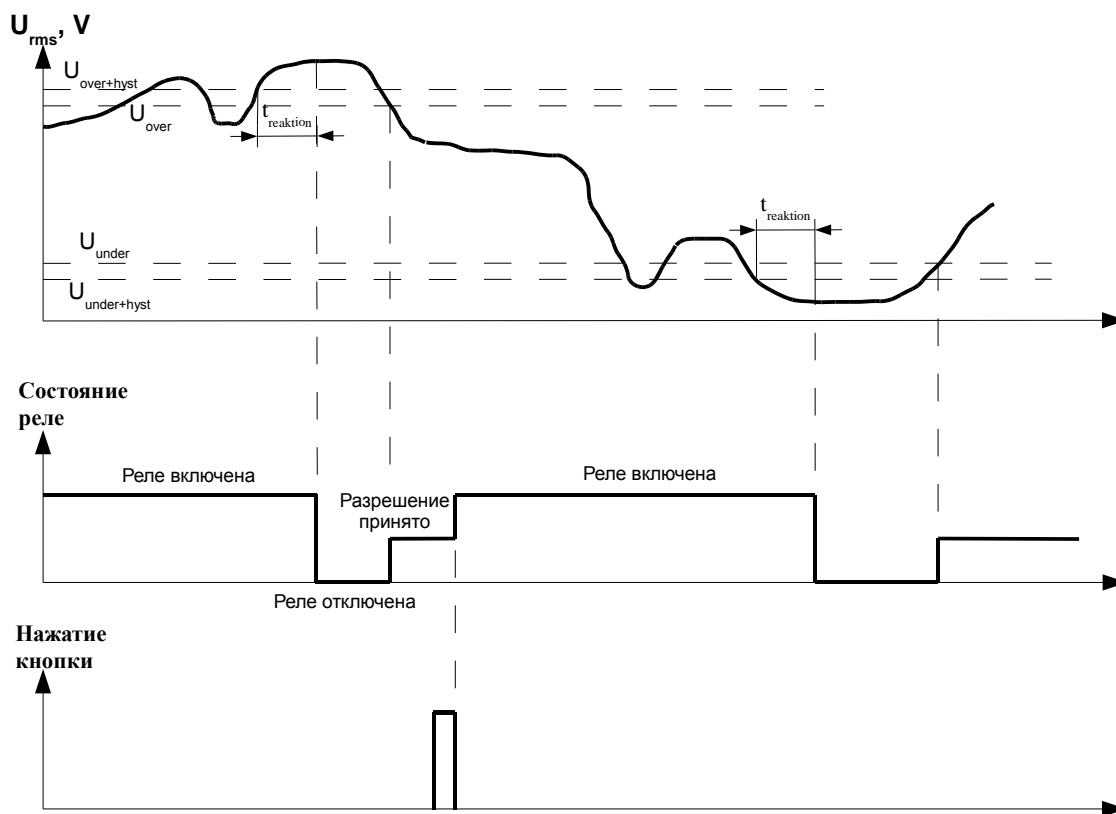 U_rms, V
U_over+hyst
U_over
t_reaktion
t_reaktion
U_under
U_under+hyst
Состояние
реле
Реле включена
Реле включена
Разрешение
принято
Реле отключена
Нажатие
кнопки